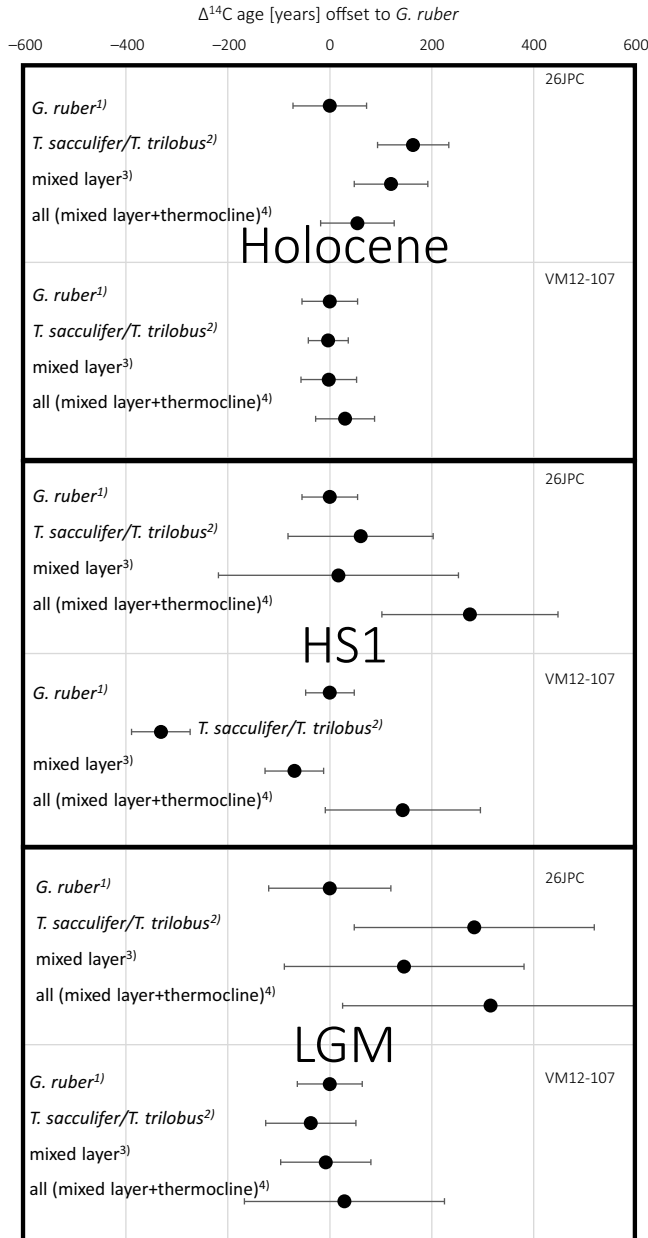 Δ¹⁴C age [years] offset to G. ruber
−600 −400 −200 0 200 400 600
26JPC
G. ruber¹⁾
T. sacculifer/T. trilobus²⁾
mixed layer³⁾
all (mixed layer+thermocline)⁴⁾
Holocene
VM12-107
G. ruber¹⁾
T. sacculifer/T. trilobus²⁾
mixed layer³⁾
all (mixed layer+thermocline)⁴⁾
26JPC
G. ruber¹⁾
T. sacculifer/T. trilobus²⁾
mixed layer³⁾
all (mixed layer+thermocline)⁴⁾
HS1
VM12-107
G. ruber¹⁾
T. sacculifer/T. trilobus²⁾
mixed layer³⁾
all (mixed layer+thermocline)⁴⁾
26JPC
G. ruber¹⁾
T. sacculifer/T. trilobus²⁾
mixed layer³⁾
all (mixed layer+thermocline)⁴⁾
LGM
VM12-107
G. ruber¹⁾
T. sacculifer/T. trilobus²⁾
mixed layer³⁾
all (mixed layer+thermocline)⁴⁾